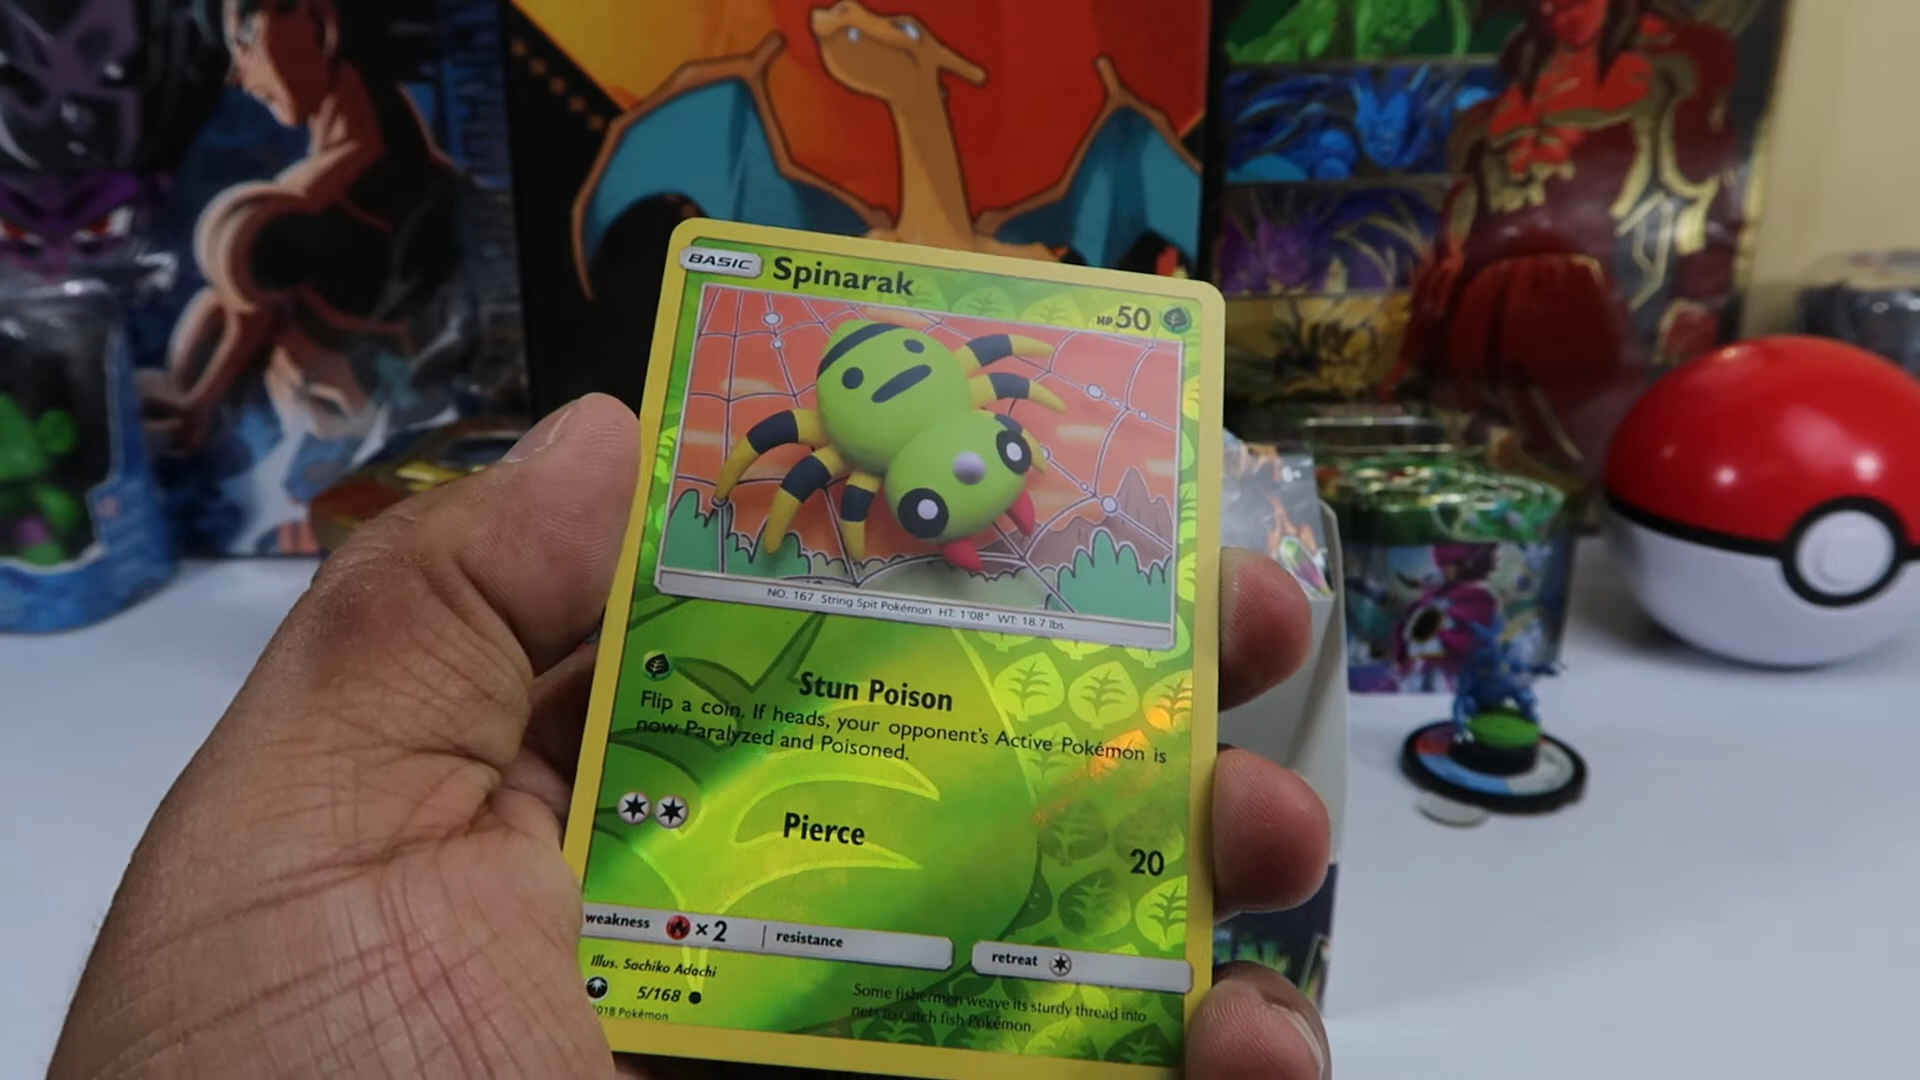 BASIC Spinarak
HP 50
NO. 167 String Spit Pokémon HT: 1'08" WT: 18.7 lbs.
Stun Poison
Flip a coin. If heads, your opponent's Active Pokémon is
now Paralyzed and Poisoned.
Pierce
20
weakness ×2 resistance
retreat
Illus. Sachiko Adachi
5/168
2018 Pokémon
Some fishermen weave its sturdy thread into
nets to catch fish Pokémon.